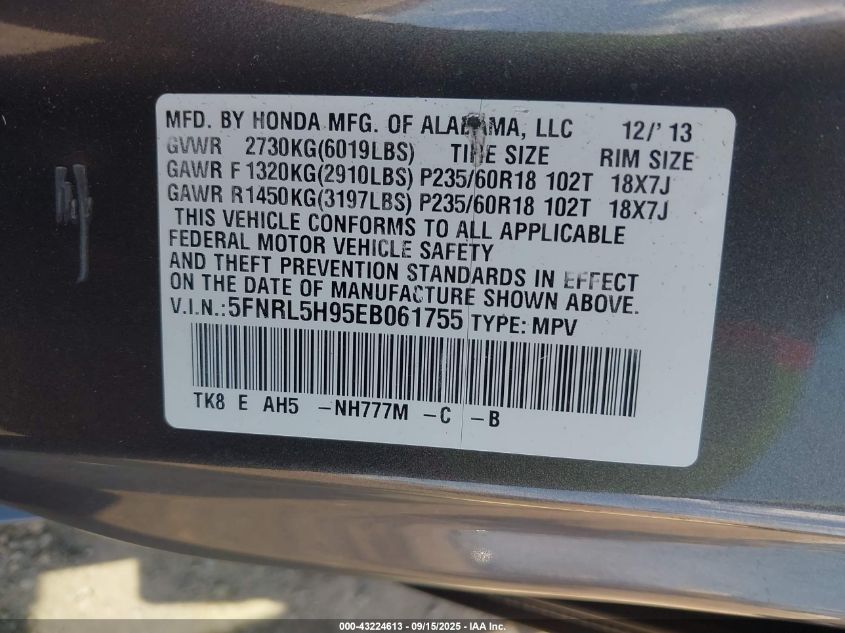 MFD. BY HONDA MFG. OF ALABAMA, LLC 12/'13
GVWR 2730KG(6019LBS) TIRE SIZE RIM SIZE
GAWR F 1320KG(2910LBS) P235/60R18 102T 18X7J
GAWR R1450KG(3197LBS) P235/60R18 102T 18X7J
THIS VEHICLE CONFORMS TO ALL APPLICABLE
FEDERAL MOTOR VEHICLE SAFETY
AND THEFT PREVENTION STANDARDS IN EFFECT
ON THE DATE OF MANUFACTURE SHOWN ABOVE.
V.I.N.:5FNRL5H95EB061755 TYPE: MPV
TK8 E AH5 -NH777M -C -B
000-43224613 - 09/15/2025 - IAA Inc.